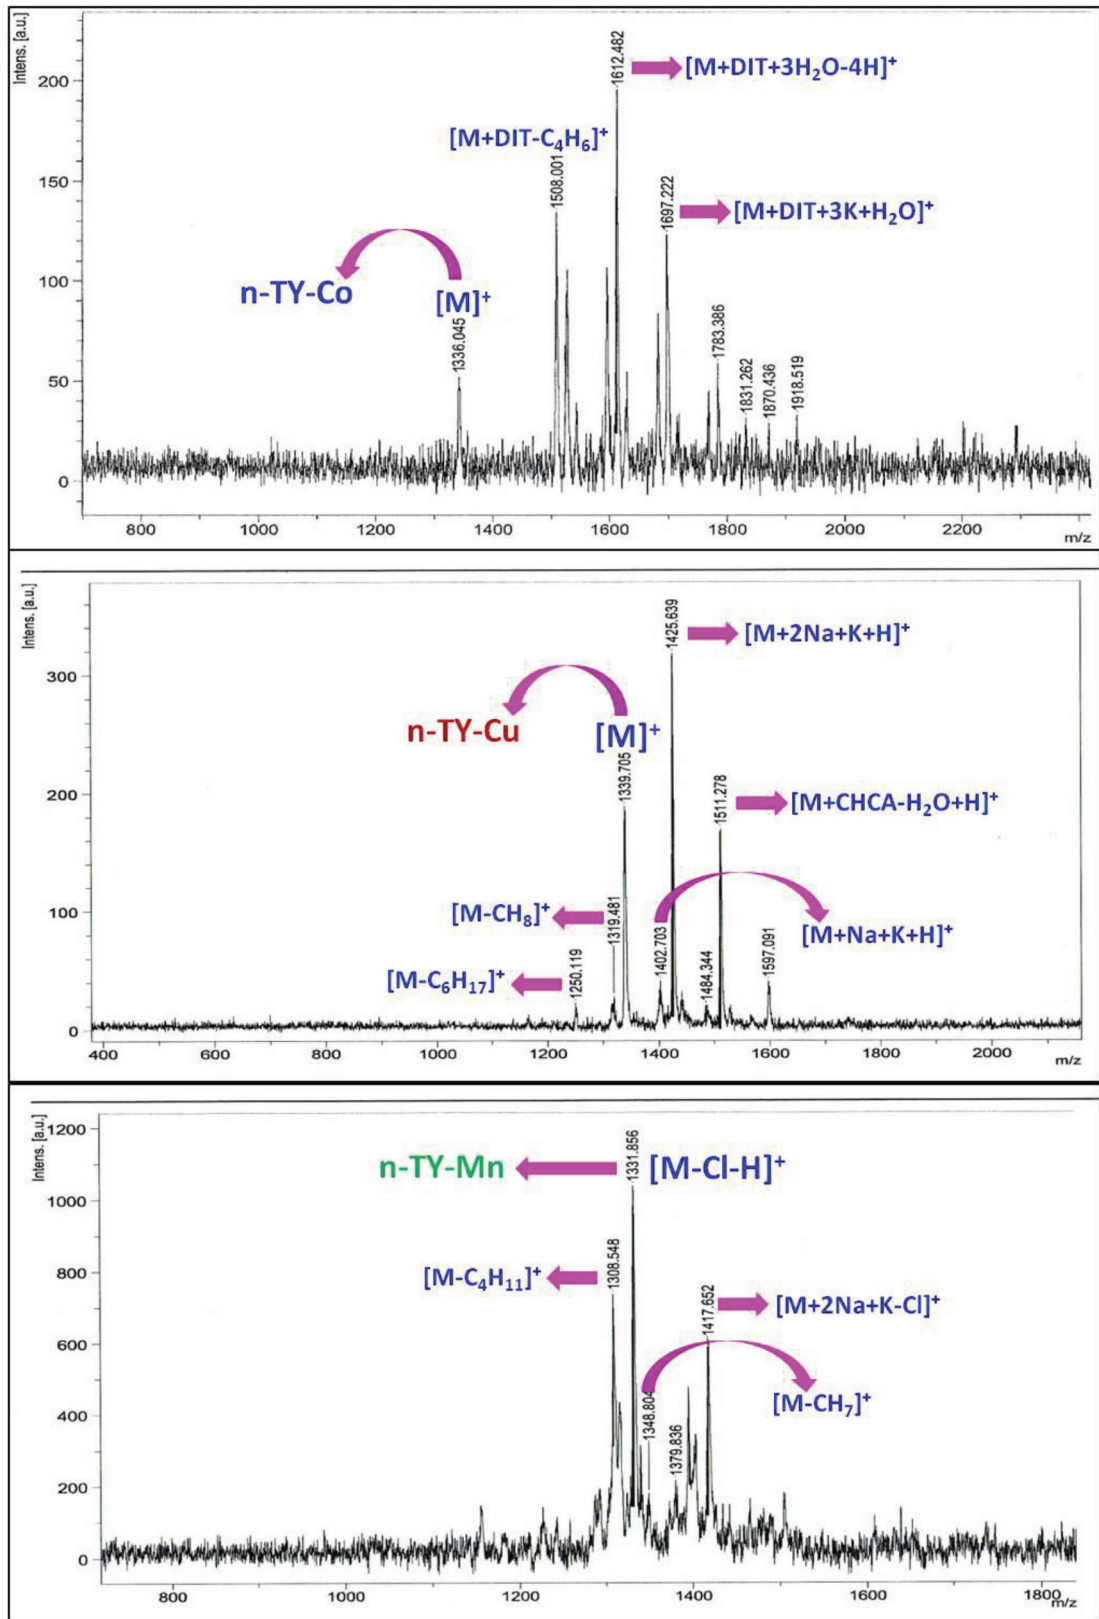 Intens. [a.u.]
200
150
100
50
0
1612.482
[M+DIT+3H₂O-4H]⁺
[M+DIT-C₄H₆]⁺
1508.001
1697.222
[M+DIT+3K+H₂O]⁺
n-TY-Co
[M]⁺
1336.045
1783.386
1831.262
1870.436
1918.519
800
1000
1200
1400
1600
1800
2000
2200
m/z
Intens. [a.u.]
300
200
100
0
1425.639
[M+2Na+K+H]⁺
n-TY-Cu
[M]⁺
1339.705
1511.278
[M+CHCA-H₂O+H]⁺
[M-CH₈]⁺
1319.481
1402.703
[M+Na+K+H]⁺
[M-C₆H₁₇]⁺
1250.119
1484.344
1597.091
400
600
800
1000
1200
1400
1600
1800
2000
m/z
Intens. [a.u.]
1200
1000
800
600
400
200
0
n-TY-Mn
1331.856
[M-Cl-H]⁺
[M-C₄H₁₁]⁺
1308.548
1417.652
[M+2Na+K-Cl]⁺
1348.804
[M-CH₇]⁺
1379.836
800
1000
1200
1400
1600
1800
m/z